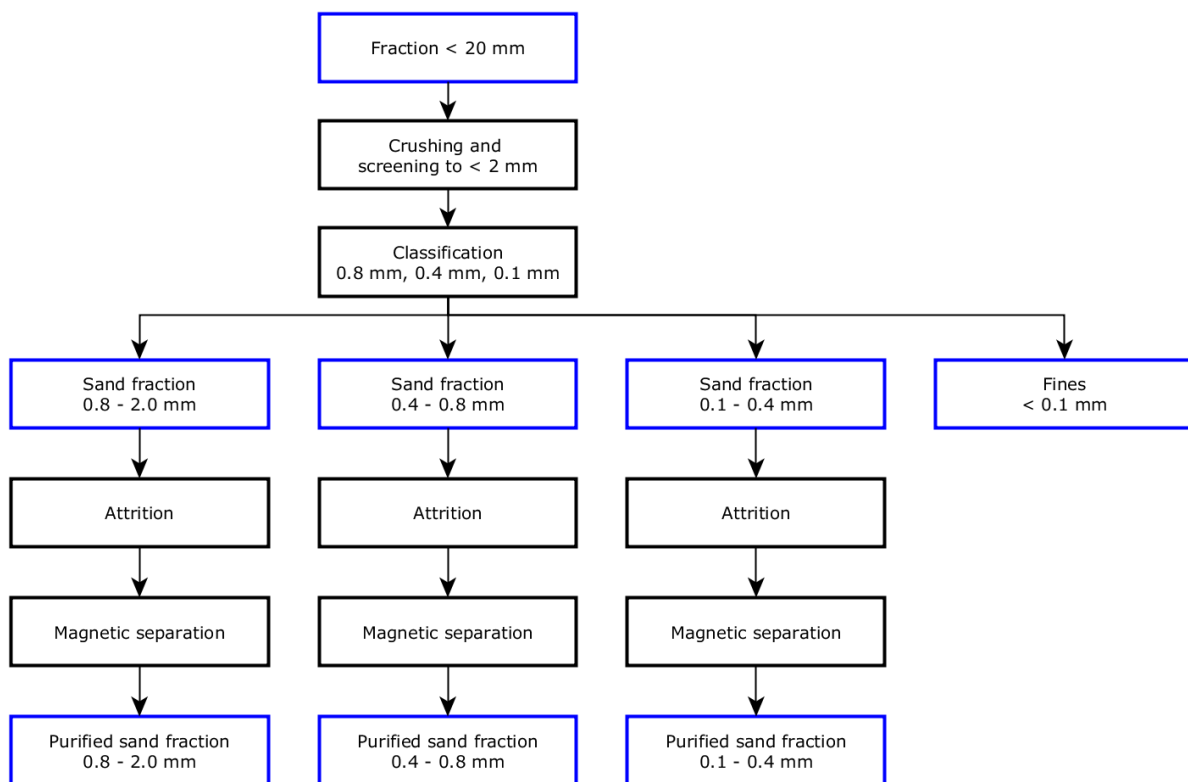 Fraction < 20 mm
Crushing and
screening to < 2 mm
Classification
0.8 mm, 0.4 mm, 0.1 mm
Sand fraction
0.8 - 2.0 mm
Sand fraction
0.4 - 0.8 mm
Sand fraction
0.1 - 0.4 mm
Fines
< 0.1 mm
Attrition
Attrition
Attrition
Magnetic separation
Magnetic separation
Magnetic separation
Purified sand fraction
0.8 - 2.0 mm
Purified sand fraction
0.4 - 0.8 mm
Purified sand fraction
0.1 - 0.4 mm